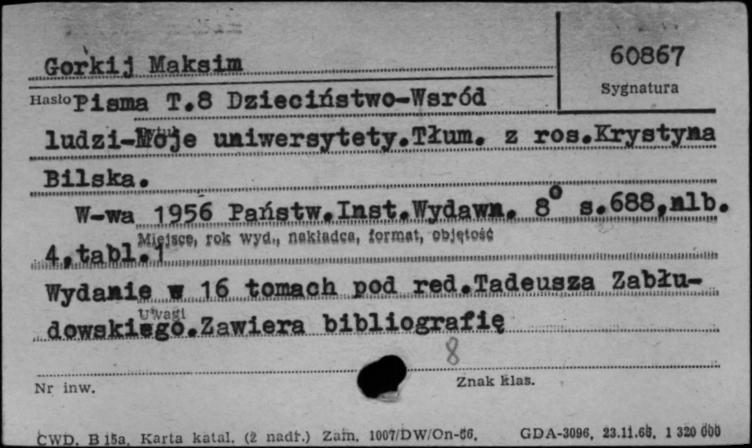 Gorkij Maksim
60867
Sygnatura
Hasło Pisma T.8 Dzieciństwo-Wsród
ludzi-Moje uniwersytety.Tłum. z ros.Krystyna
Tytuł
Bilska.
W-wa 1956 Państw.Inst.Wydawn. 8° s.688,nlb.
Miejsce, rok wyd., nakładca, format, objętość
4,tabl.1
Wydanie w 16 tomach pod red.Tadeusza Zabłu-
Uwagi
dowskiego.Zawiera bibliografię
8
Nr inw.
Znak klas.
CWD. B 15a. Karta katal. (2 nadr.) Zam. 1007/DW/On-66. GDA-3096, 23.11.66, 1 320 000